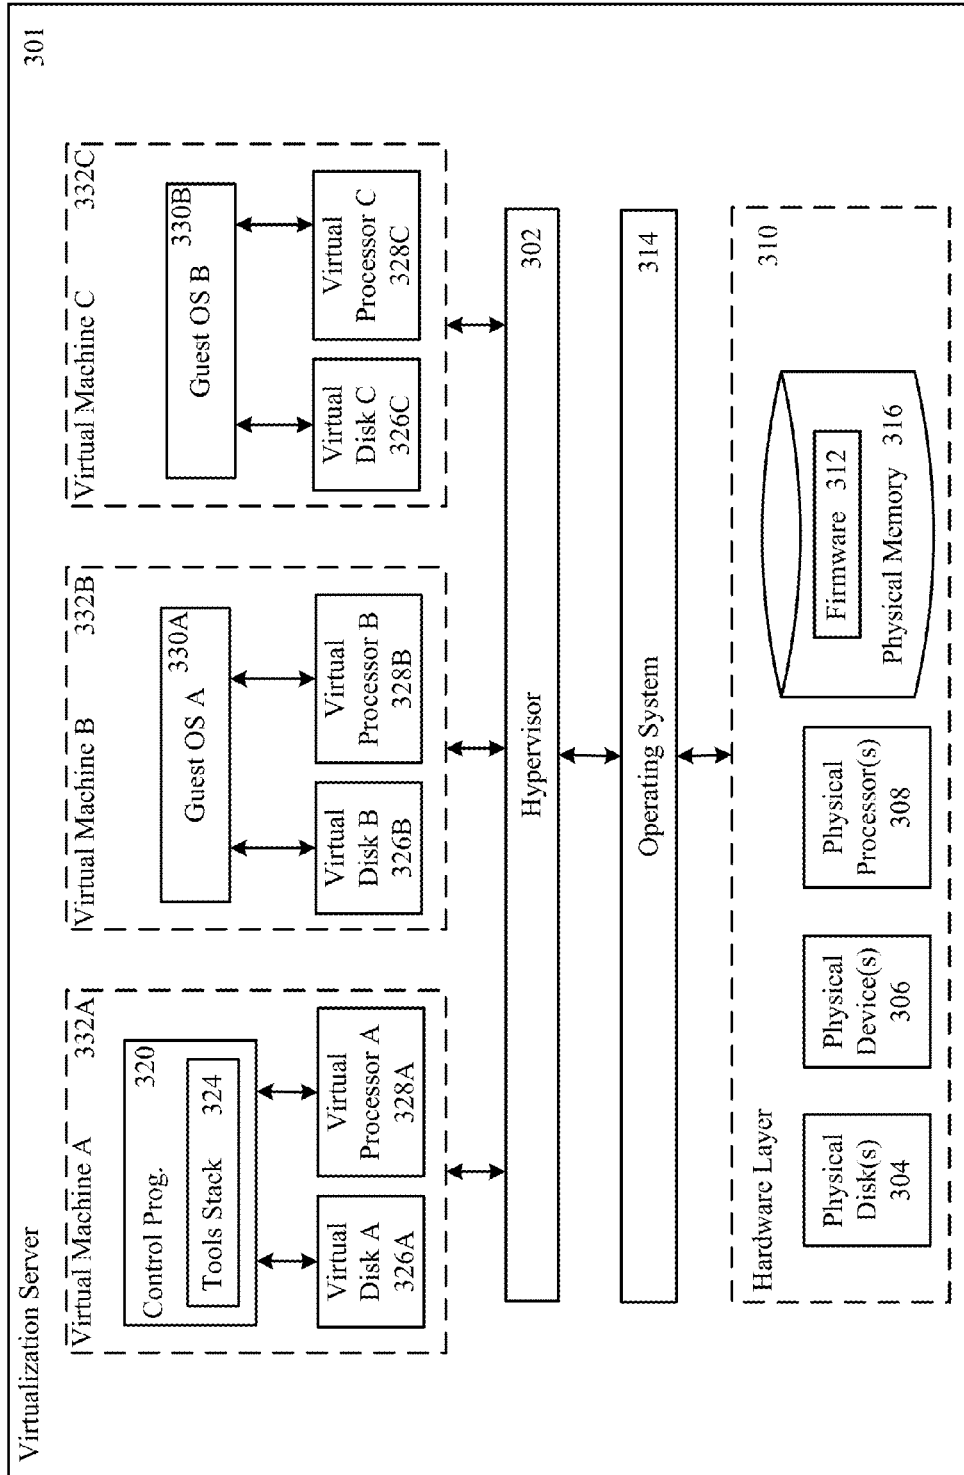 Virtualization Server
301
Virtual Machine A
332A
Control Prog.
320
Tools Stack
324
Virtual
Disk A
326A
Virtual
Processor A
328A
Virtual Machine B
332B
330A
Guest OS A
Virtual
Disk B
326B
Virtual
Processor B
328B
Virtual Machine C
332C
330B
Guest OS B
Virtual
Disk C
326C
Virtual
Processor C
328C
Hypervisor
302
Operating System
314
Hardware Layer
310
Physical
Disk(s)
304
Physical
Device(s)
306
Physical
Processor(s)
308
Firmware 312
Physical Memory 316